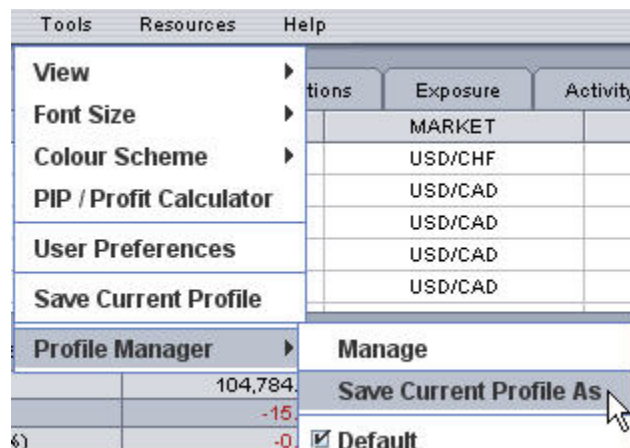 Tools Resources Help
View
Exposure
Font Size
MARKET
Colour Scheme
USD/CHF
PIP / Profit Calculator
USD/CAD
USD/CAD
User Preferences
USD/CAD
Save Current Profile
USD/CAD
Profile Manager
Manage
104,784.
Save Current Profile As
-15.
-0.
Default